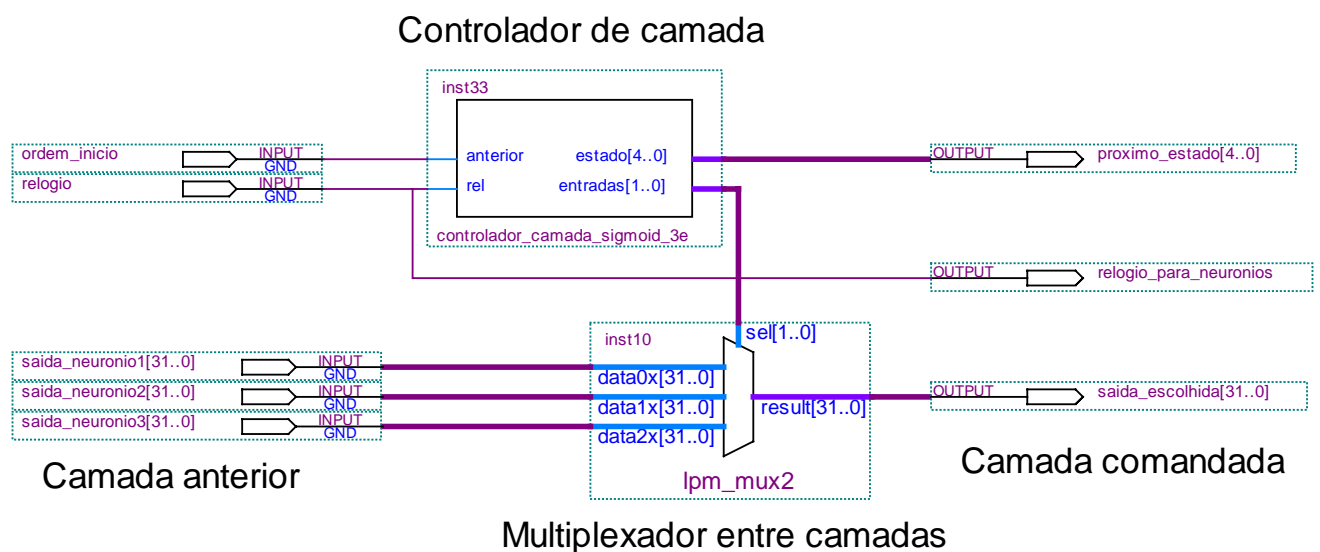 Controlador de camada
inst33
ordem_inicio
INPUT
GND
relogio
INPUT
GND
anterior
estado[4..0]
rel
entradas[1..0]
controlador_camada_sigmoid_3e
OUTPUT
proximo_estado[4..0]
OUTPUT
relogio_para_neuronios
saida_neuronio1[31..0]
INPUT
GND
saida_neuronio2[31..0]
INPUT
GND
saida_neuronio3[31..0]
INPUT
GND
inst10
sel[1..0]
data0x[31..0]
data1x[31..0]
data2x[31..0]
result[31..0]
lpm_mux2
OUTPUT
saida_escolhida[31..0]
Camada anterior
Camada comandada
Multiplexador entre camadas